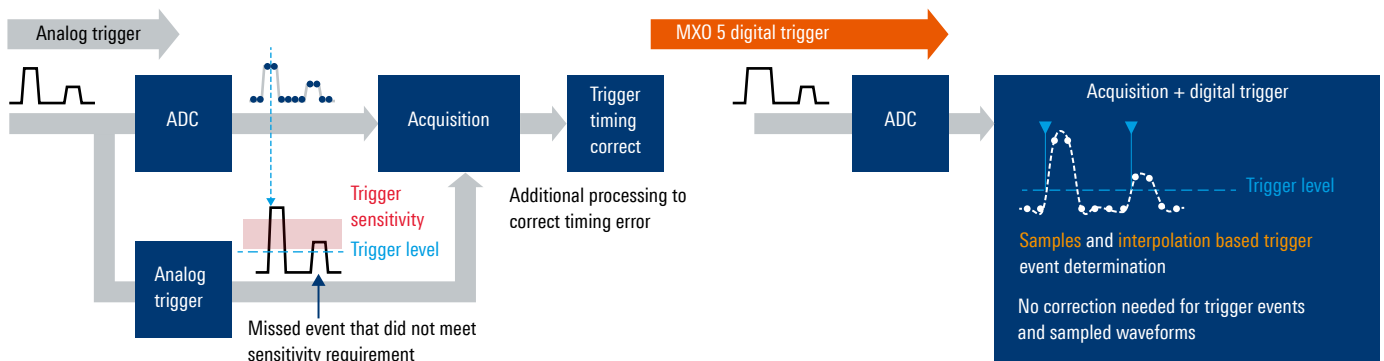 Analog trigger
ADC
Acquisition
Trigger
timing
correct
Additional processing to
correct timing error
Trigger
sensitivity
Trigger level
Analog
trigger
Missed event that did not meet
sensitivity requirement
MXO 5 digital trigger
ADC
Acquisition + digital trigger
Trigger level
Samples and interpolation based trigger
event determination
No correction needed for trigger events
and sampled waveforms